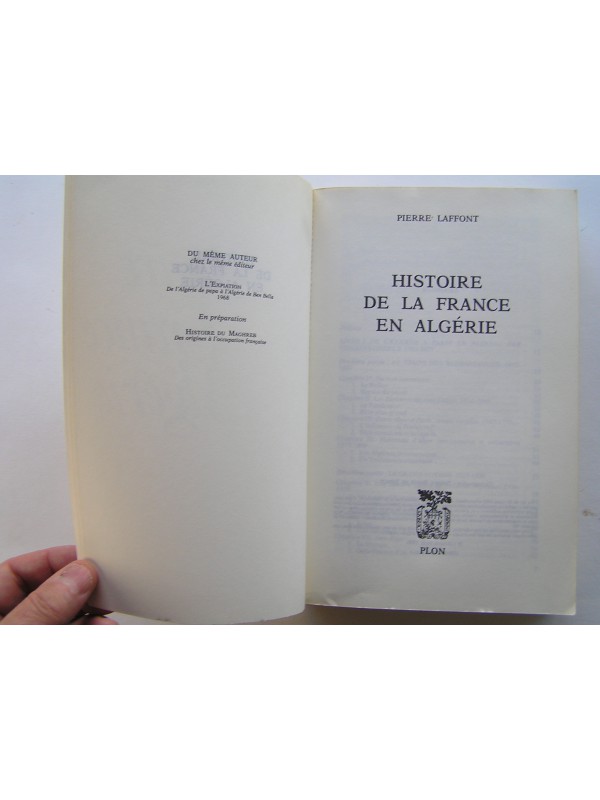 DU MÊME AUTEUR
chez le même éditeur
L'EXPIATION
De l'Algérie de papa à l'Algérie de Ben Bella
1968
En préparation
HISTOIRE DU MAGHREB
Des origines à l'occupation française
PIERRE LAFFONT
HISTOIRE
DE LA FRANCE
EN ALGÉRIE
PLON